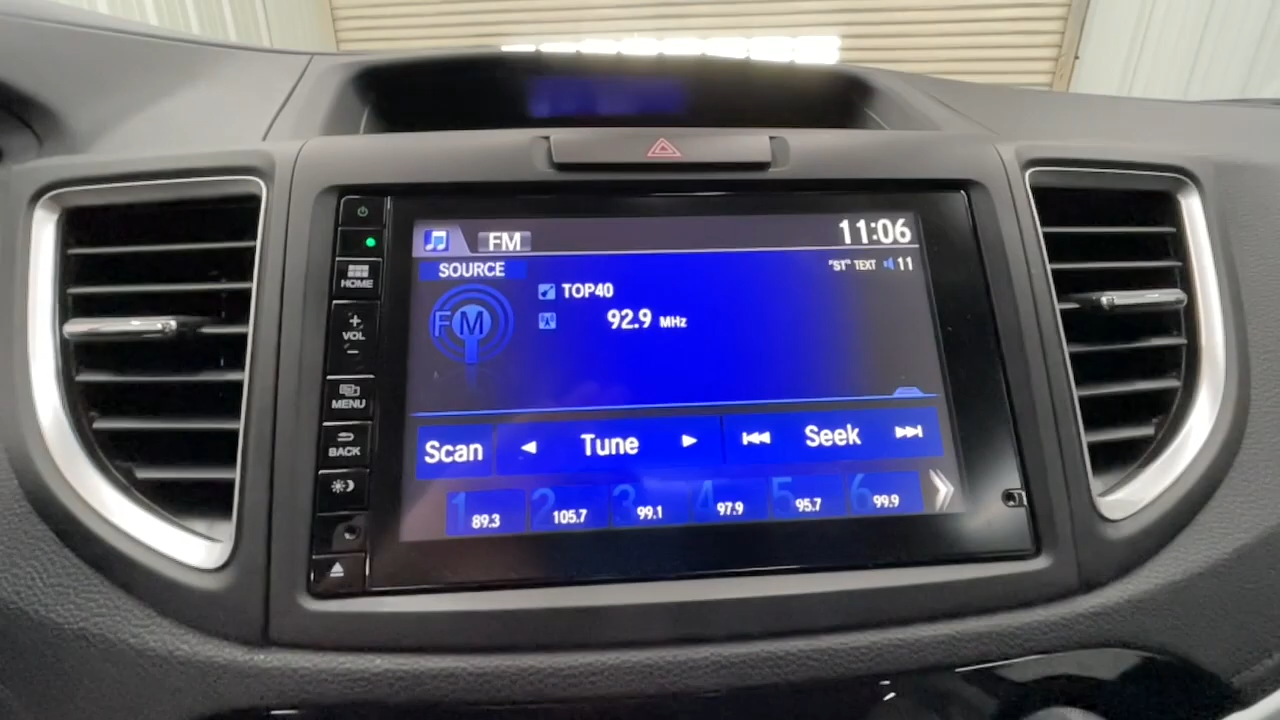 FM
11:06
SOURCE
"ST" TEXT 11
HOME
TOP40
FM
92.9 MHz
+
VOL
-
MENU
BACK
Scan
Tune
Seek
1 89.3
2 105.7
3 99.1
4 97.9
5 95.7
6 99.9